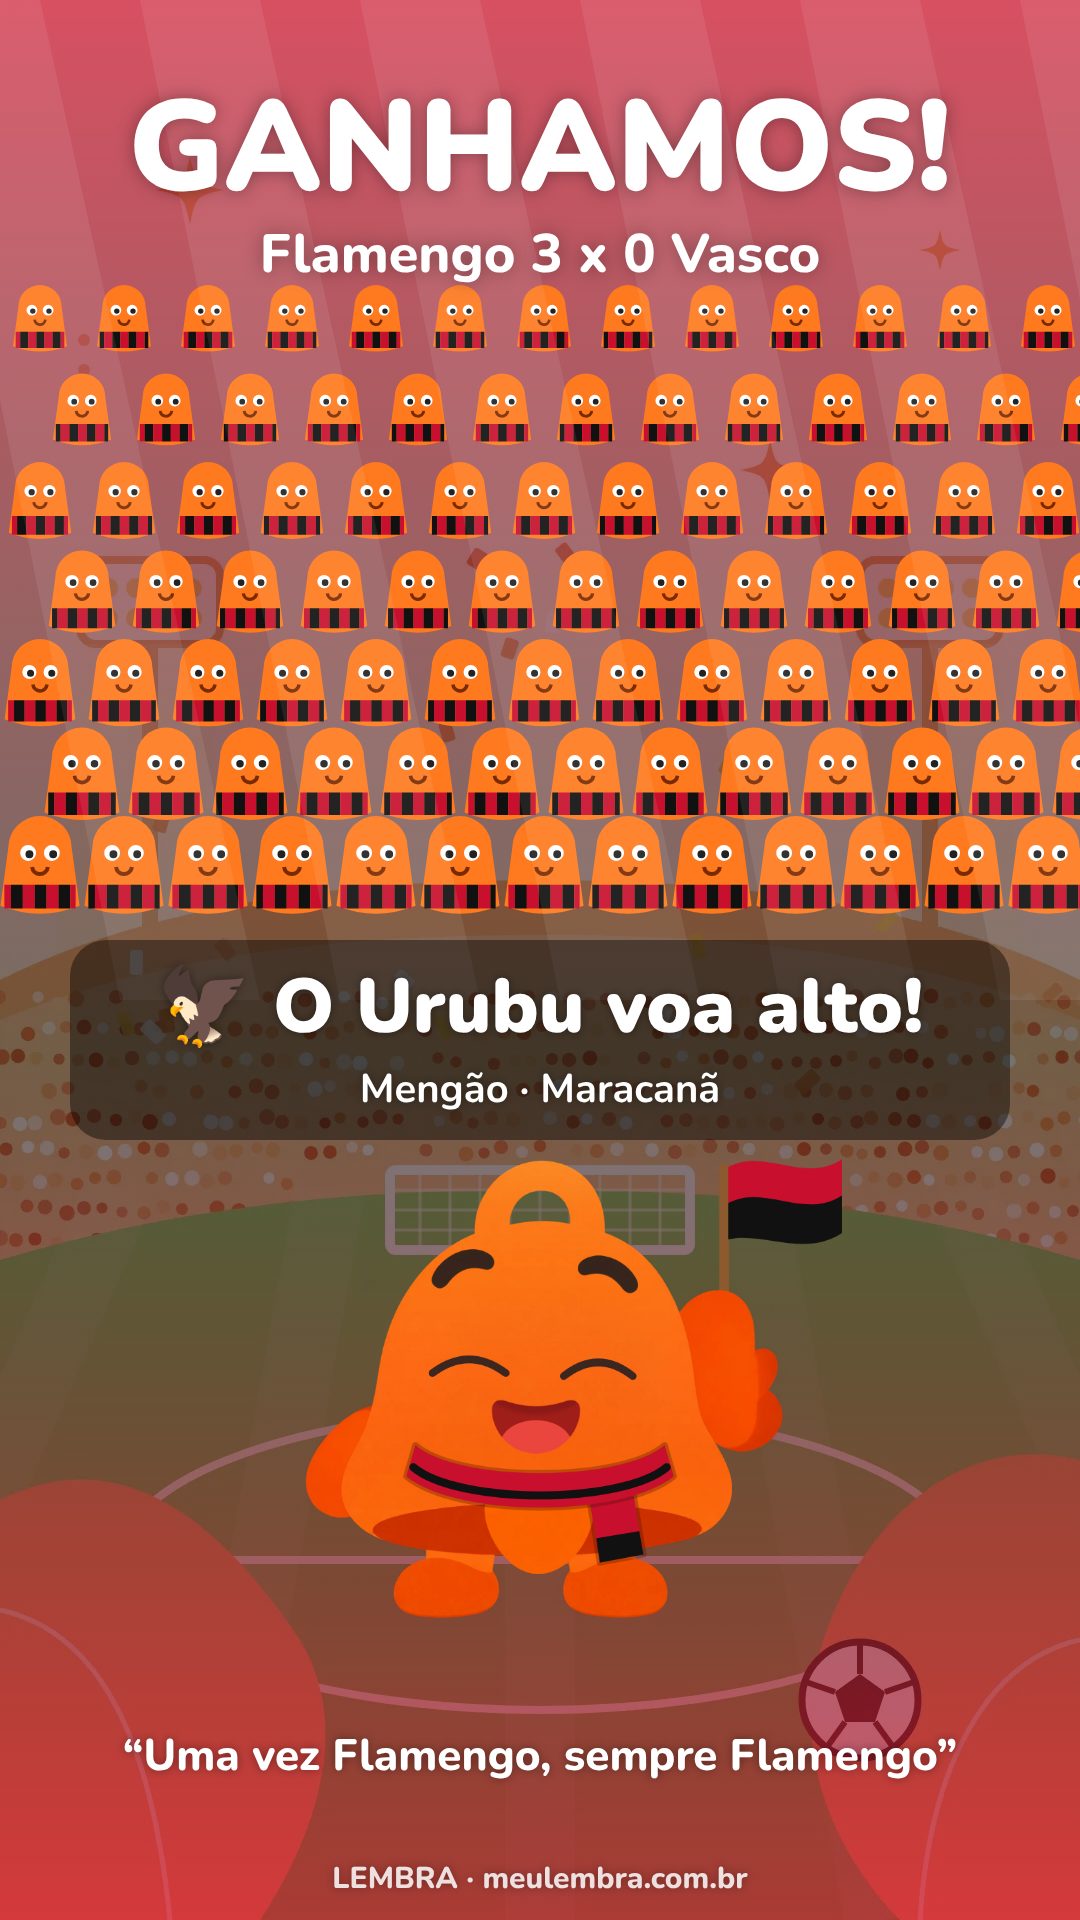 GANHAMOS!
Flamengo 3 x 0 Vasco
O Urubu voa alto!
Mengão · Maracanã
“Uma vez Flamengo, sempre Flamengo”
LEMBRA · meulembra.com.br